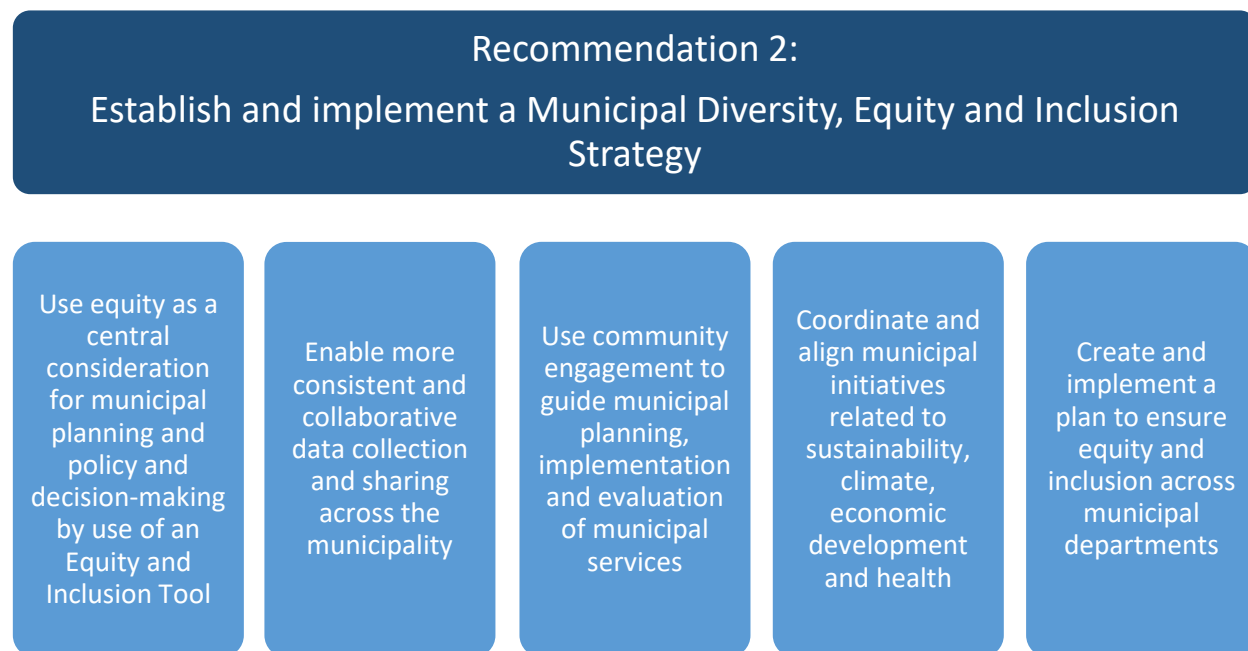 Recommendation 2:
Establish and implement a Municipal Diversity, Equity and Inclusion
Strategy
Use equity as a
central
consideration
for municipal
planning and
policy and
decision-making
by use of an
Equity and
Inclusion Tool
Enable more
consistent and
collaborative
data collection
and sharing
across the
municipality
Use community
engagement to
guide municipal
planning,
implementation
and evaluation
of municipal
services
Coordinate and
align municipal
initiatives
related to
sustainability,
climate,
economic
development
and health
Create and
implement a
plan to ensure
equity and
inclusion across
municipal
departments